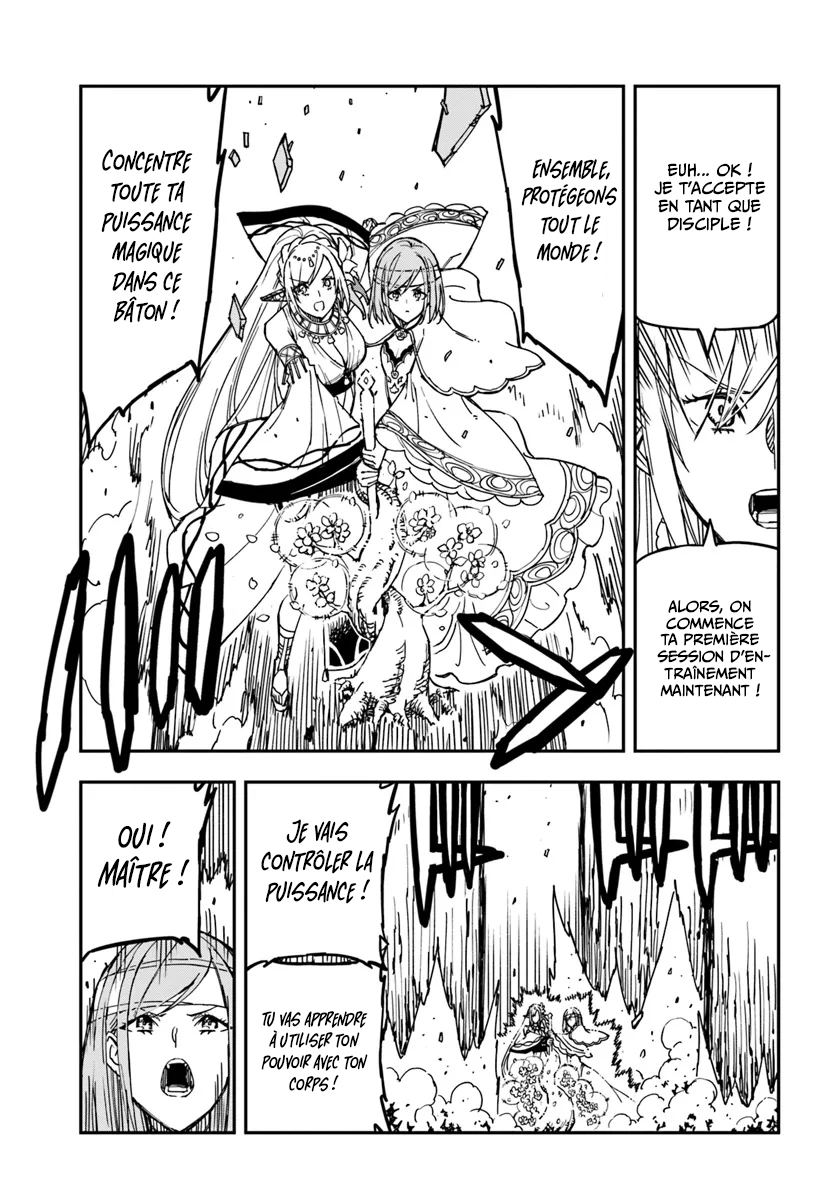 EUH... OK !
JE T'ACCEPTE
EN TANT QUE
DISCIPLE !
ALORS, ON
COMMENCE
TA PREMIÈRE
SESSION D'EN-
TRAÎNEMENT
MAINTENANT !
ENSEMBLE,
PROTÉGEONS
TOUT LE
MONDE !
CONCENTRE
TOUTE TA
PUISSANCE
MAGIQUE
DANS CE
BÂTON !
JE VAIS
CONTRÔLER LA
PUISSANCE !
TU VAS APPRENDRE
À UTILISER TON
POUVOIR AVEC TON
CORPS !
OUI !
MAÎTRE !